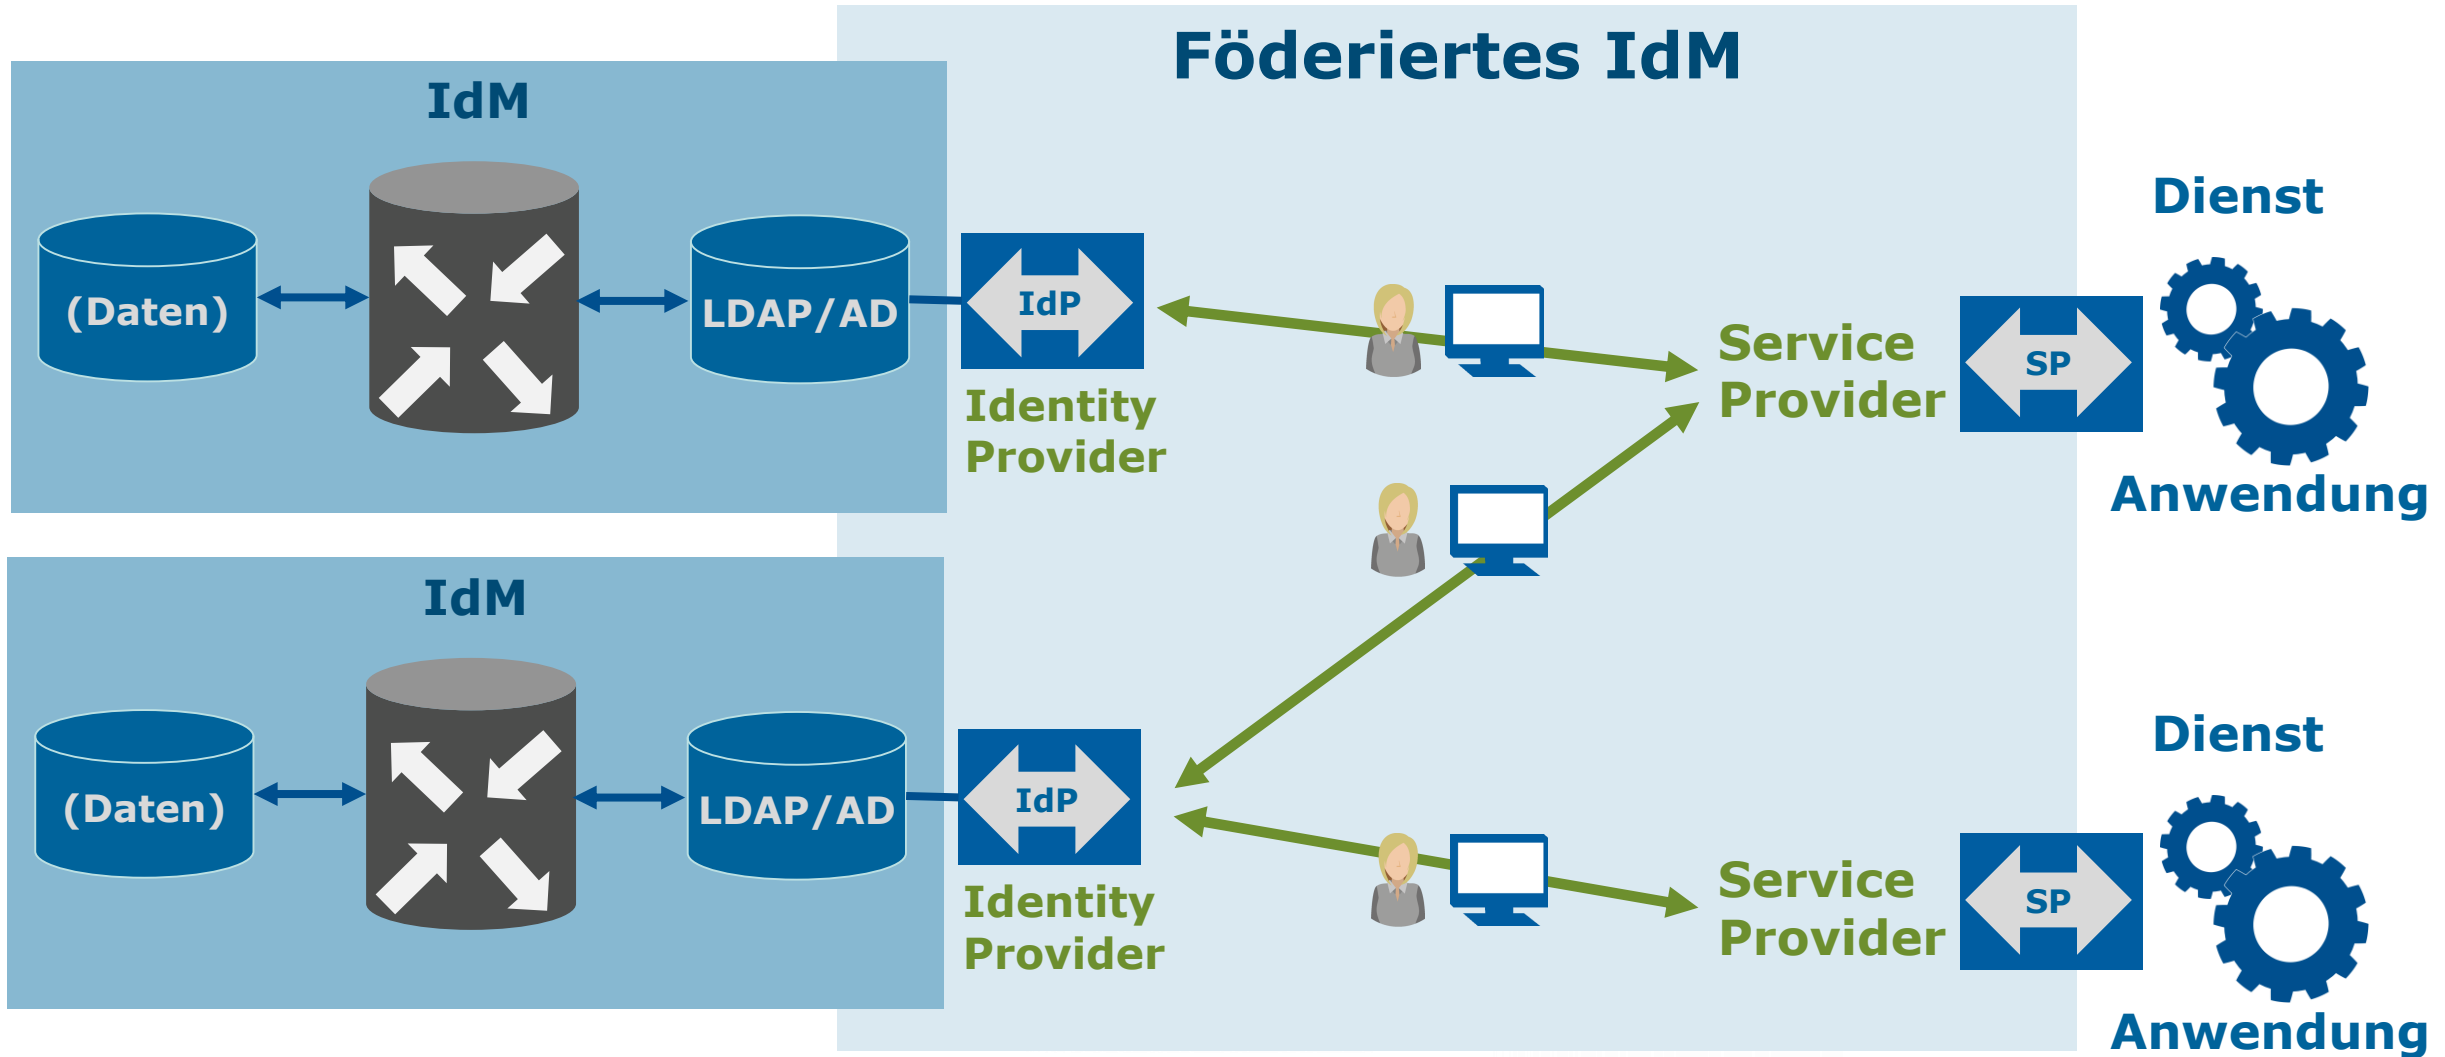 Föderiertes IdM
IdM
(Daten)
LDAP/AD
IdP
Identity
Provider
Service
Provider
SP
Dienst
Anwendung
IdM
(Daten)
LDAP/AD
IdP
Identity
Provider
Service
Provider
SP
Dienst
Anwendung